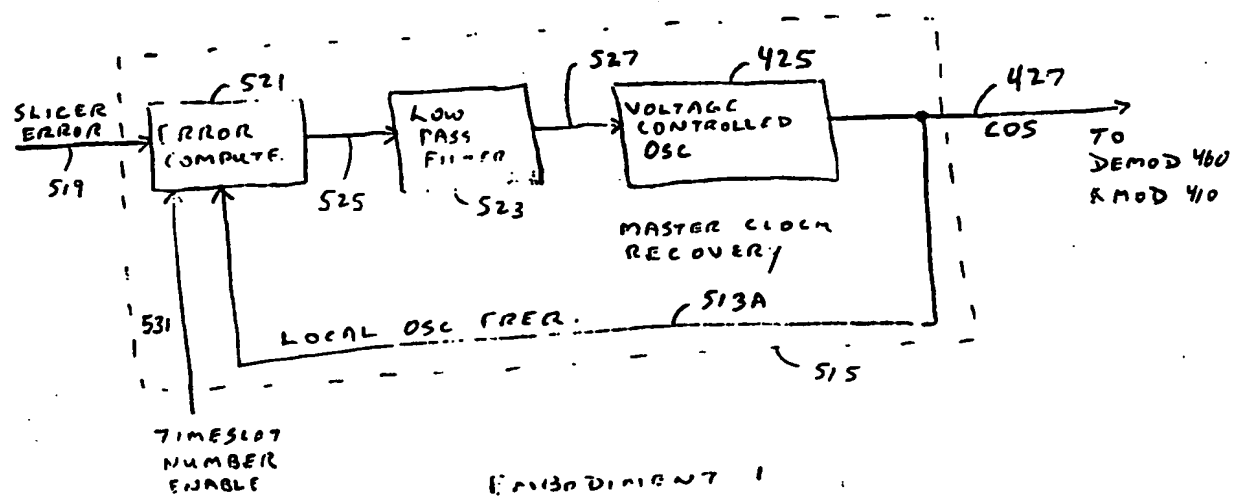 521
SLICER
ERROR
519
ERROR
COMPUTE.
525
LOW
PASS
FILTER
523
527
425
VOLTAGE
CONTROLLED
OSC
427
COS
TO
DEMOD 460
& MOD 410
MASTER CLOCK
RECOVERY
531
LOCAL OSC FREQ.
513A
515
TIMESLOT
NUMBER
ENABLE
EMBODIMENT 1